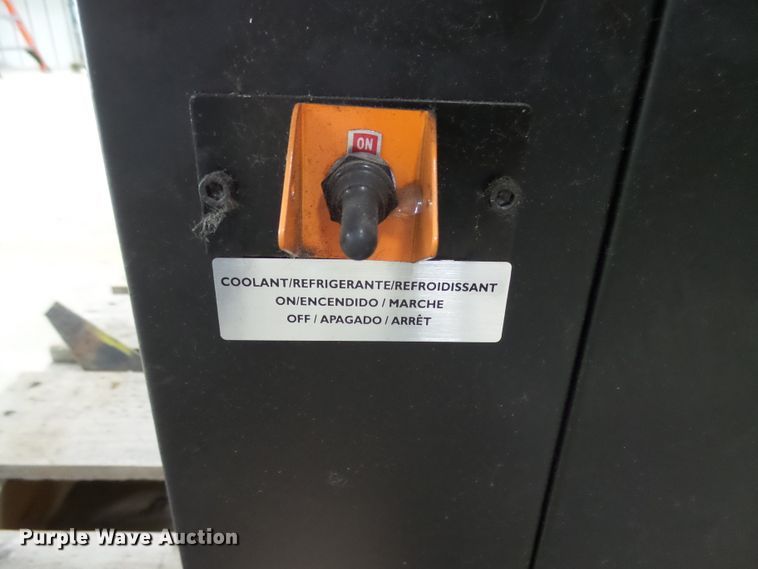 ON
COOLANT/REFRIGERANTE/REFROIDISSANT
ON/ENCENDIDO / MARCHE
OFF / APAGADO / ARRÊT
Purple Wave Auction®